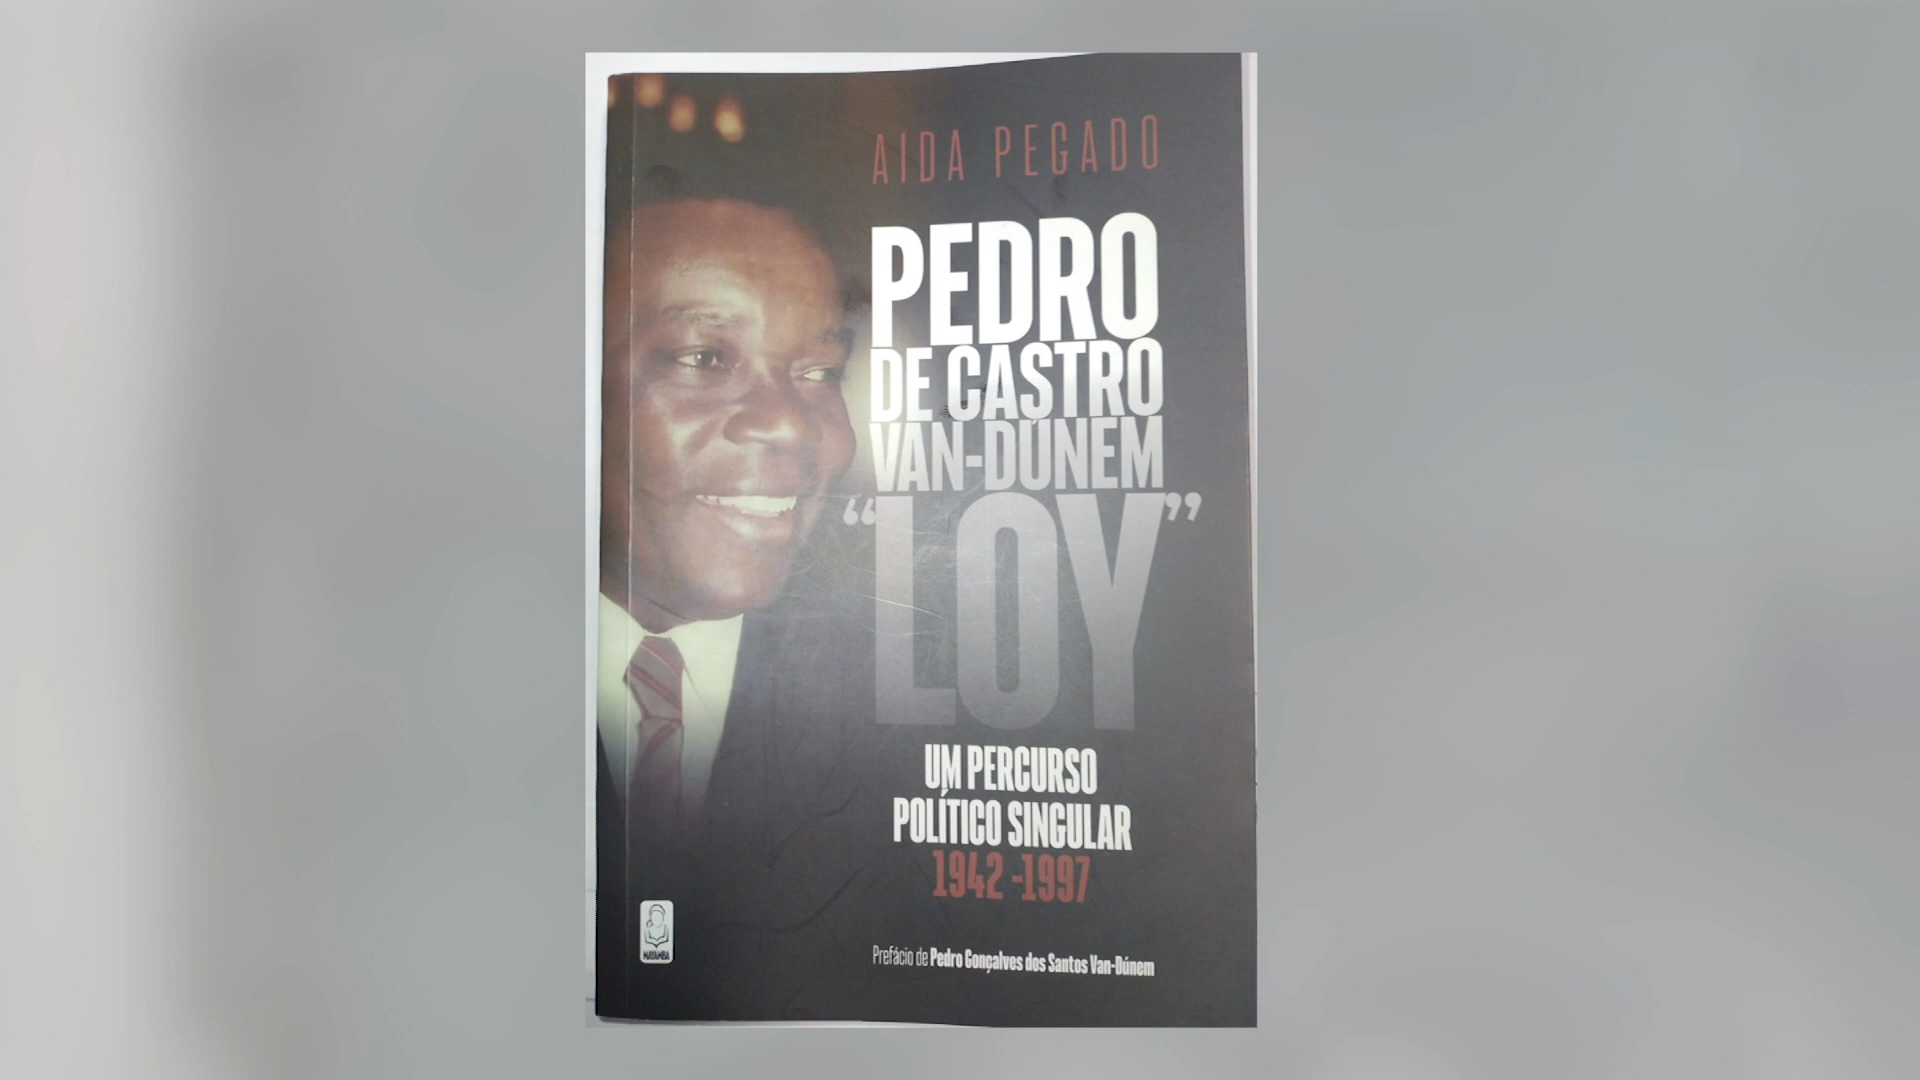 AIDA PEGADO
PEDRO
DE CASTRO
VAN-DÚNEM
“LOY”
UM PERCURSO
POLÍTICO SINGULAR
1942 -1997
MAYAMBA
Prefácio de Pedro Gonçalves dos Santos Van-Dúnem